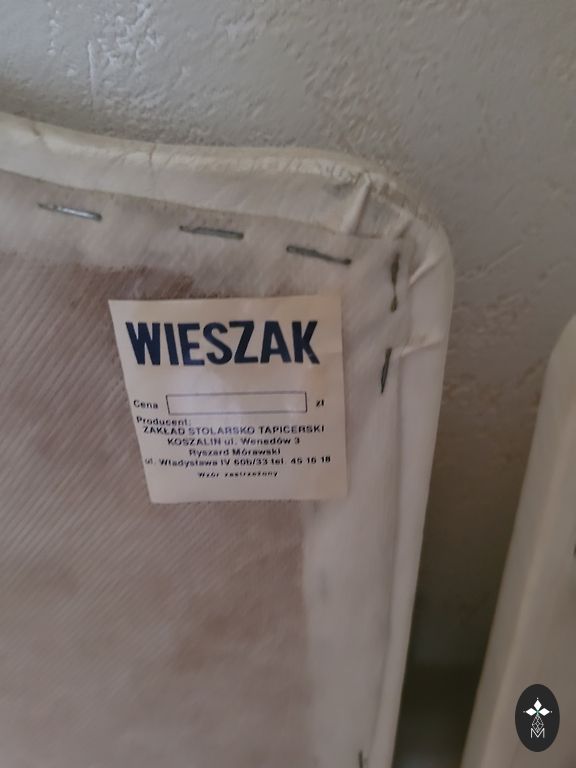 WIESZAK
Cena zł
Producent:
ZAKŁAD STOLARSKO TAPICERSKI
KOSZALIN ul. Wenedów 3
Ryszard Mórawski
ul. Władysława IV 60b/33 tel. 45 16 18
Wzór zastrzeżony
M